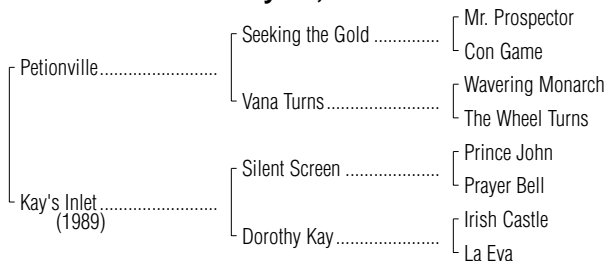 Petionville
Kay's Inlet
(1989)
Seeking the Gold
Vana Turns
Silent Screen
Dorothy Kay
Mr. Prospector
Con Game
Wavering Monarch
The Wheel Turns
Prince John
Prayer Bell
Irish Castle
La Eva